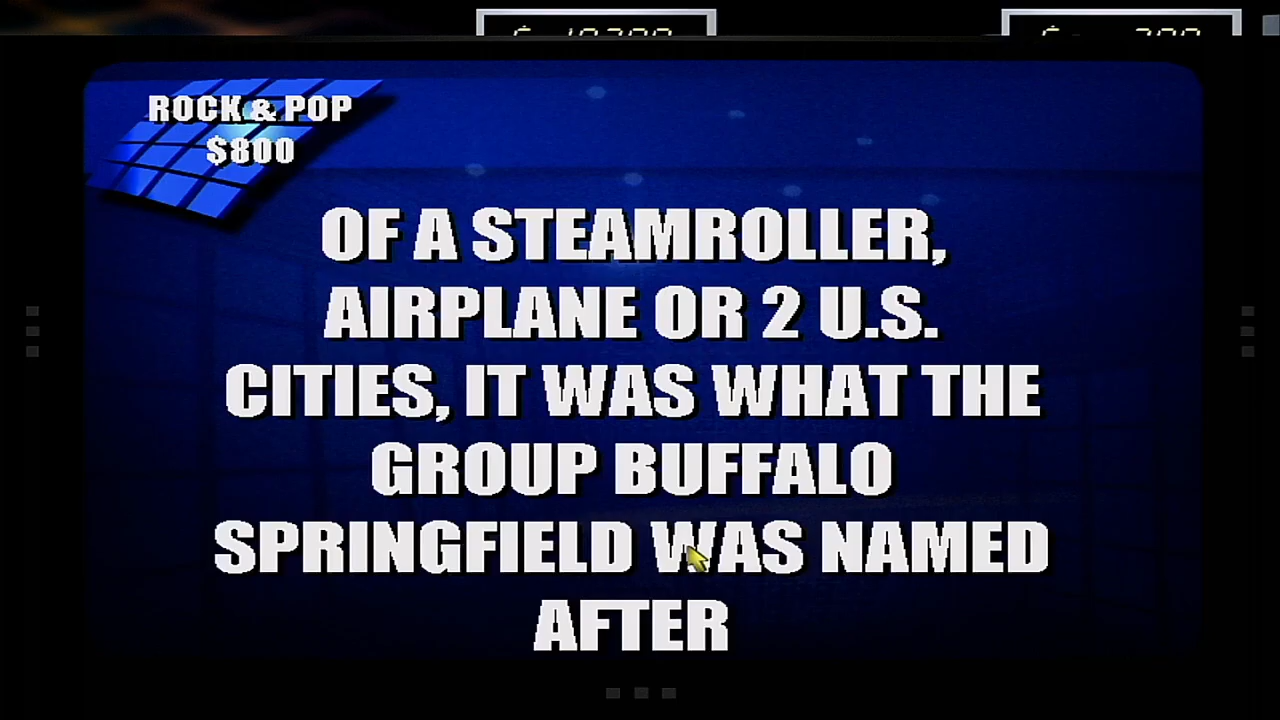 ROCK & POP
$800
OF A STEAMROLLER,
AIRPLANE OR 2 U.S.
CITIES, IT WAS WHAT THE
GROUP BUFFALO
SPRINGFIELD WAS NAMED
AFTER